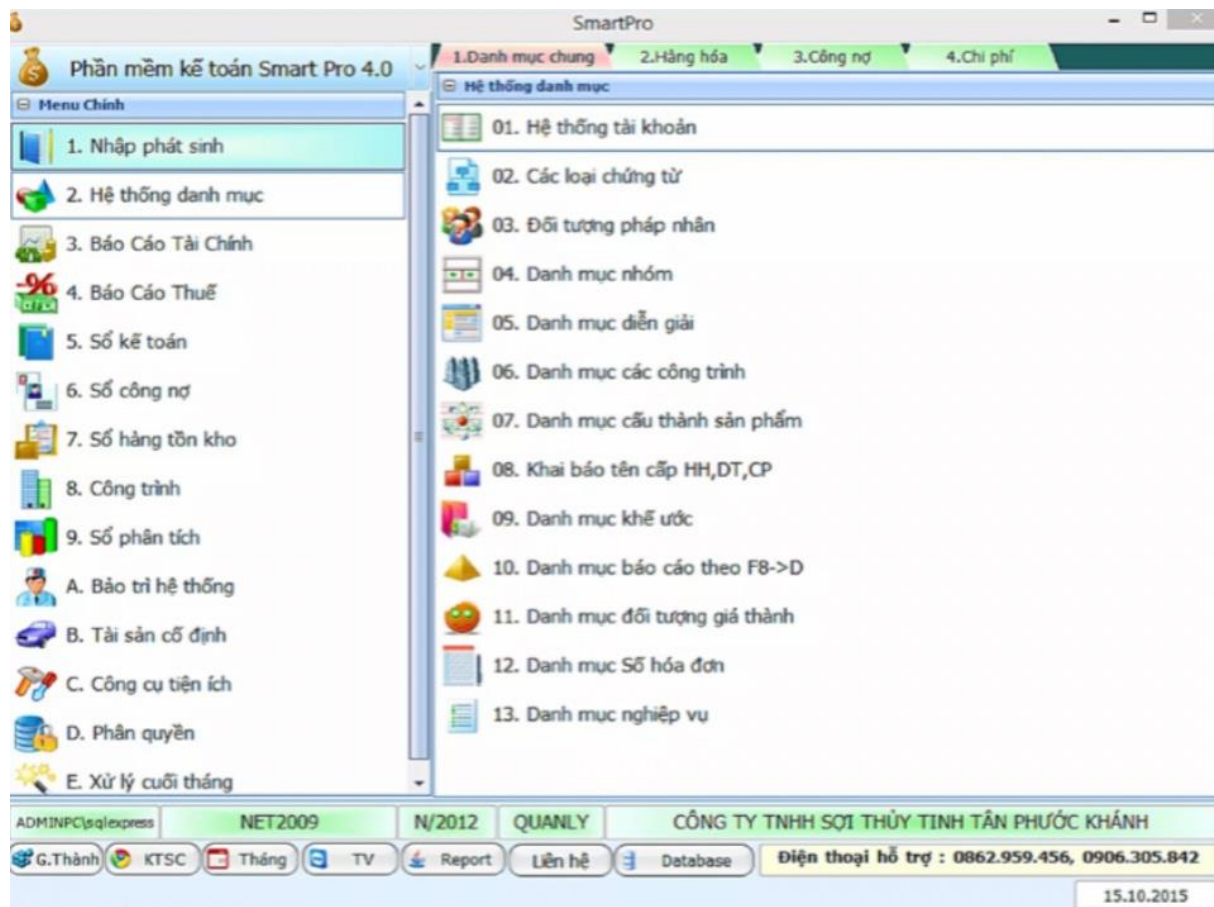 SmartPro
Phần mềm kế toán Smart Pro 4.0
1.Danh mục chung
2.Hàng hóa
3.Công nợ
4.Chi phí
Menu Chính
1. Nhập phát sinh
2. Hệ thống danh mục
3. Báo Cáo Tài Chính
4. Báo Cáo Thuế
5. Sổ kế toán
6. Sổ công nợ
7. Sổ hàng tồn kho
8. Công trình
9. Sổ phân tích
A. Bảo trì hệ thống
B. Tài sản cố định
C. Công cụ tiện ích
D. Phân quyền
E. Xử lý cuối tháng
Hệ thống danh mục
01. Hệ thống tài khoản
02. Các loại chứng từ
03. Đối tượng pháp nhân
04. Danh mục nhóm
05. Danh mục diễn giải
06. Danh mục các công trình
07. Danh mục cấu thành sản phẩm
08. Khai báo tên cấp HH,DT,CP
09. Danh mục khế ước
10. Danh mục báo cáo theo F8->D
11. Danh mục đối tượng giá thành
12. Danh mục Số hóa đơn
13. Danh mục nghiệp vụ
ADMINPC\sqlexpress NET2009 N/2012 QUANLY CÔNG TY TNHH SỢI THỦY TINH TÂN PHƯỚC KHÁNH
G.Thành KTSC Tháng TV Report Liên hệ Database Điện thoại hỗ trợ : 0862.959.456, 0906.305.842
15.10.2015